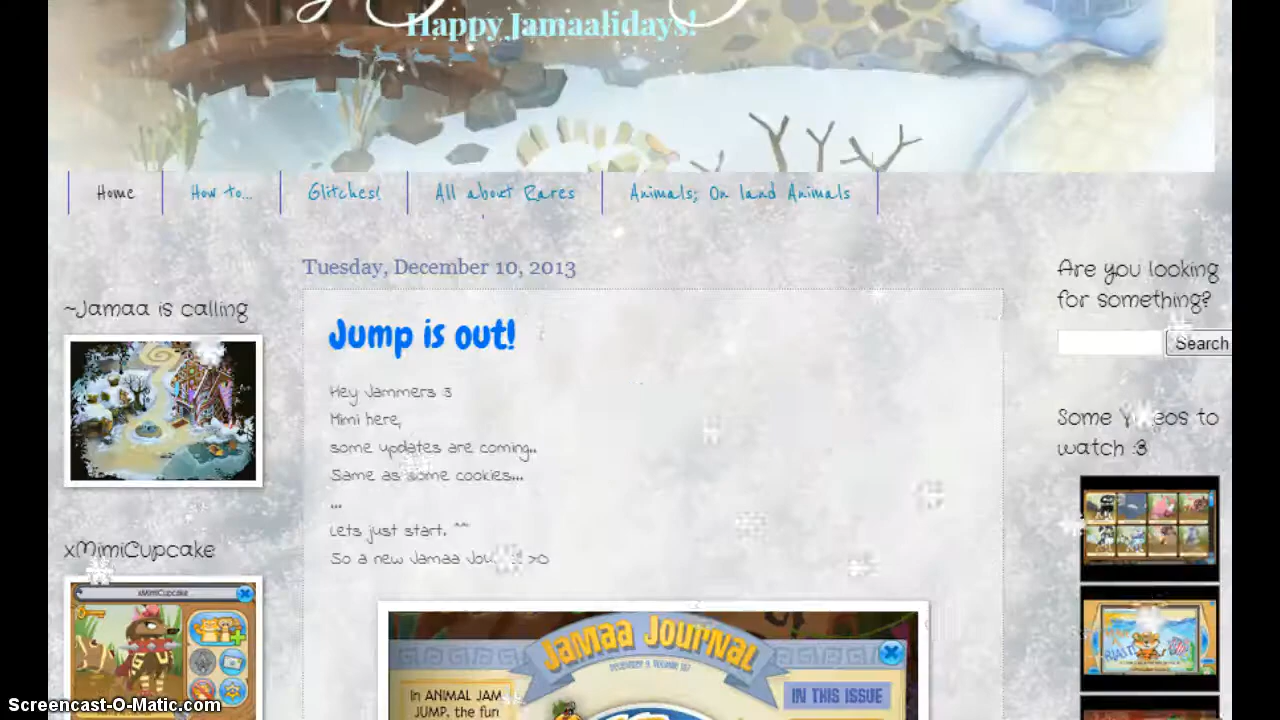 Happy Jamaalidays!
Home
How to...
Glitches!
All about Rares
Animals; On land Animals
Tuesday, December 10, 2013
~Jamaa is calling
xMimiCupcake
xMimiCupcake
Jump is out!
Hey Jammers :3
Mimi here,
some updates are coming..
Same as some cookies...
...
Lets just start. ^^
So a new Jamaa >:O
JAMAA JOURNAL
IN THIS ISSUE
In ANIMAL JAM
JUMP, the fun
Are you looking
for something?
Search
Some to
watch :3
Screencast-O-Matic.com